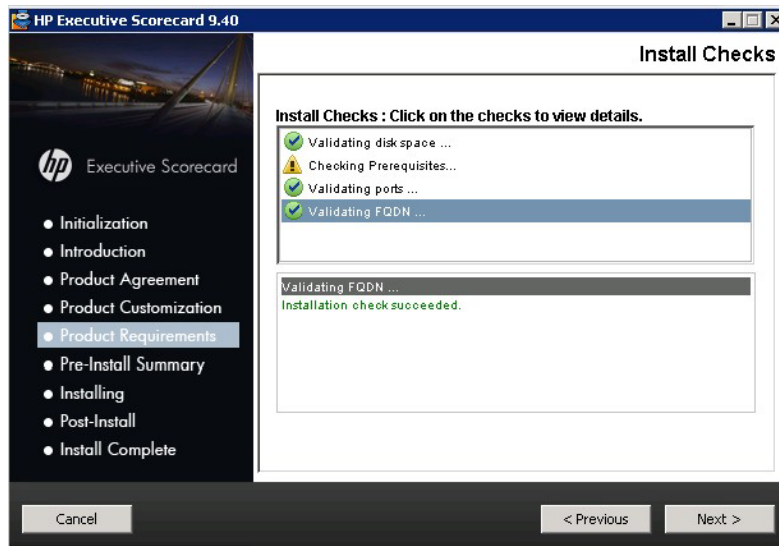 HP Executive Scorecard 9.40
Install Checks
hp Executive Scorecard
Initialization
Introduction
Product Agreement
Product Customization
Product Requirements
Pre-Install Summary
Installing
Post-Install
Install Complete
Install Checks : Click on the checks to view details.
Validating disk space ...
Checking Prerequisites...
Validating ports ...
Validating FQDN ...
Validating FQDN ...
Installation check succeeded.
Cancel
< Previous
Next >